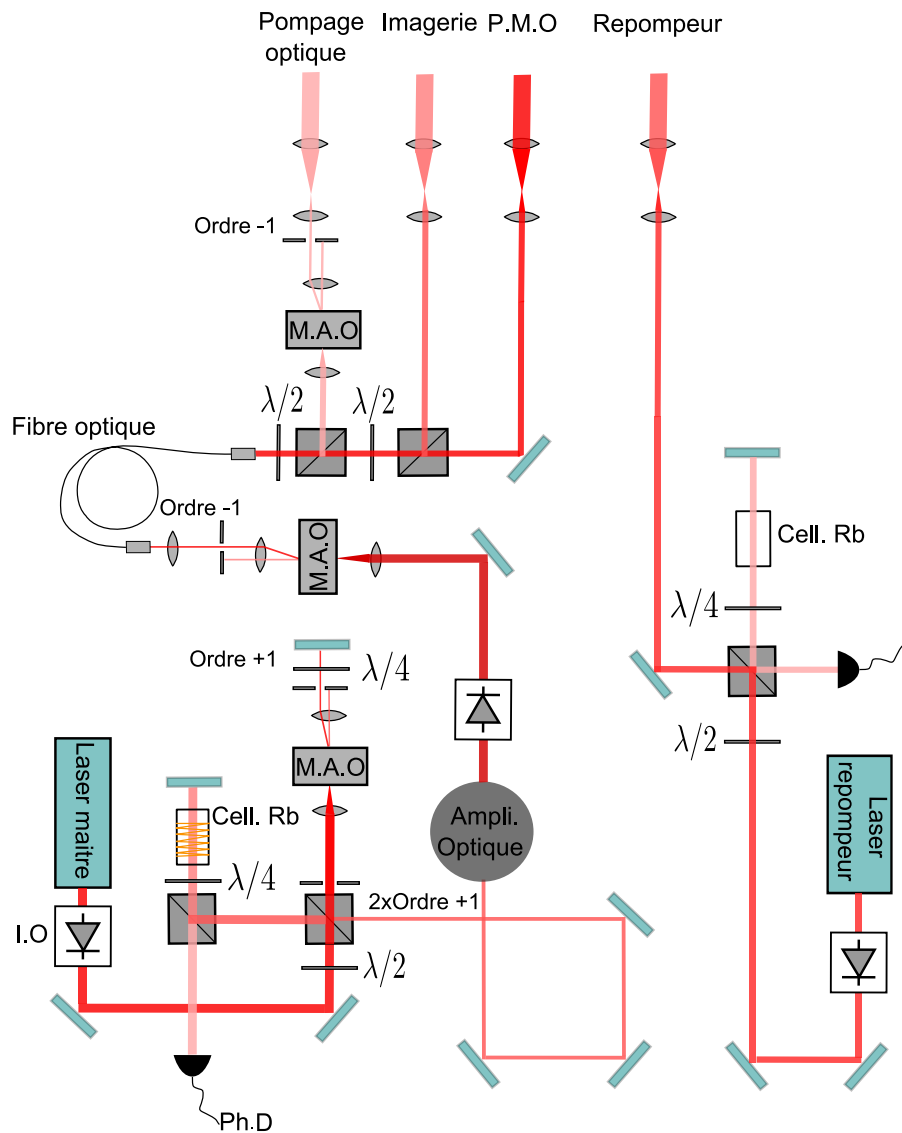 Pompage
optique
Imagerie
P.M.O
Repompeur
Ordre -1
M.A.O
λ/2
λ/2
Fibre optique
Ordre -1
M.A.O
Cell. Rb
λ/4
Ordre +1
λ/4
λ/2
M.A.O
Laser maitre
Cell. Rb
Ampli.
Optique
Laser
repompeur
λ/4
2xOrdre +1
I.O
λ/2
Ph.D